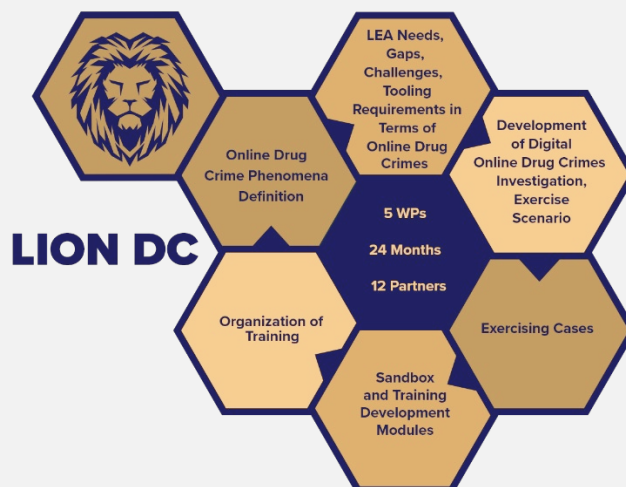 LION DC
Online Drug
Crime Phenomena
Definition
LEA Needs,
Gaps,
Challenges,
Tooling
Requirements in
Terms of
Online Drug
Crimes
Development
of Digital
Online Drug Crimes
Investigation,
Exercise
Scenario
5 WPs
24 Months
12 Partners
Exercising Cases
Sandbox
and Training
Development
Modules
Organization of
Training